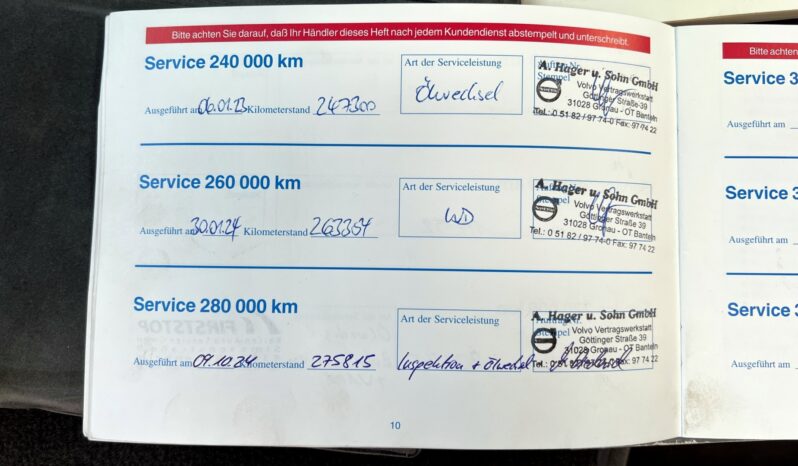 Bitte achten Sie darauf, daß Ihr Händler dieses Heft nach jedem Kundendienst abstempelt und unterschreibt.
Service 240 000 km
Art der Serviceleistung
Ölwechsel
Stempel
A. Hager u. Sohn GmbH
Volvo Vertragswerkstatt
Göttinger Straße 39
31028 Gronau - OT Banteln
Tel.: 0 51 82 / 97 74-0 Fax: 97 74 22
Ausgeführt am 06.01.23 Kilometerstand 247300
Service 260 000 km
Art der Serviceleistung
WD
Stempel
A. Hager u. Sohn GmbH
Volvo Vertragswerkstatt
Göttinger Straße 39
31028 Gronau - OT Banteln
Tel.: 0 51 82 / 97 74-0 Fax: 97 74 22
Ausgeführt am 30.01.24 Kilometerstand 263364
Service 280 000 km
Art der Serviceleistung
Inspektion + Ölwechsel
Stempel
A. Hager u. Sohn GmbH
Volvo Vertragswerkstatt
Göttinger Straße 39
31028 Gronau - OT Banteln
Ausgeführt am 09.10.24 Kilometerstand 275815
10
Bitte achten
Service 3
Ausgeführt am
Service 3
Ausgeführt am
Service 3
Ausgeführt am